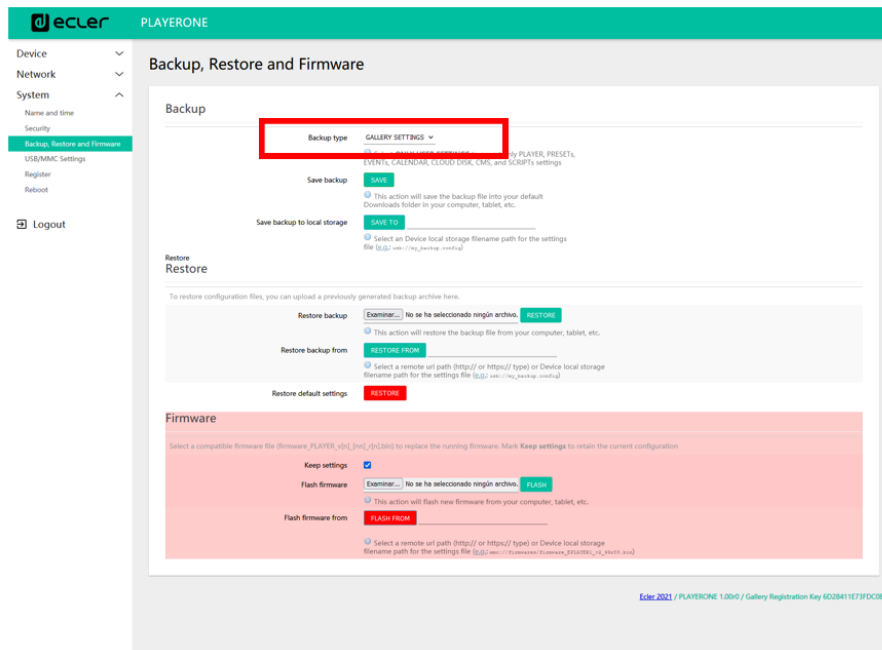 ecler
PLAYERONE
Device
Network
System
Name and time
Security
Backup, Restore and Firmware
USB/MMC Settings
Register
Reboot
Logout
Backup, Restore and Firmware
Backup
Backup type GALLERY SETTINGS
nly PLAYER, PRESETs,
EVENTs, CALENDAR, CLOUD DISK, CMS, and SCRIPTs settings
Save backup SAVE
This action will save the backup file into your default
Downloads folder in your computer, tablet, etc.
Save backup to local storage SAVE TO
Select an Device local storage filename path for the settings
file (e.g.: usb://my_backup.config)
Restore
Restore
To restore configuration files, you can upload a previously generated backup archive here.
Restore backup Examinar... No se ha seleccionado ningún archivo. RESTORE
This action will restore the backup file from your computer, tablet, etc.
Restore backup from RESTORE FROM
Select a remote url path (http:// or https:// type) or Device local storage
filename path for the settings file (e.g.: usb://my_backup.config)
Restore default settings RESTORE
Firmware
Select a compatible firmware file (firmware_PLAYER_v[n]_[nn]_r[n].bin) to replace the running firmware. Mark Keep settings to retain the current configuration
Keep settings
Flash firmware Examinar... No se ha seleccionado ningún archivo. FLASH
This action will flash new firmware from your computer, tablet, etc.
Flash firmware from FLASH FROM
Select a remote url path (http:// or https:// type) or Device local storage
filename path for the settings file (e.g.:
Ecler 2021 / PLAYERONE 1.00r0 / Gallery Registration Key 6D28411E73FDC0E